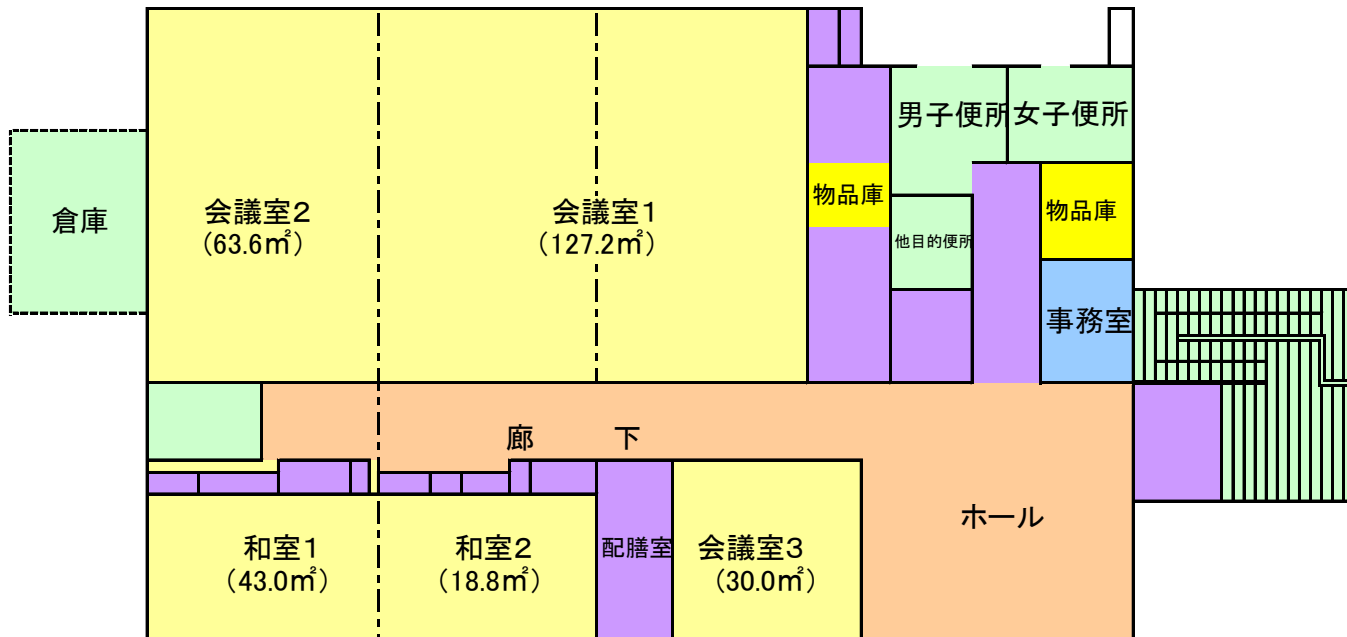 男子便所
女子便所
倉庫
会議室2
（63.6㎡）
会議室1
（127.2㎡）
物品庫
他目的便所
物品庫
事務室
廊　下
ホール
和室1
（43.0㎡）
和室2
（18.8㎡）
配膳室
会議室3
（30.0㎡）